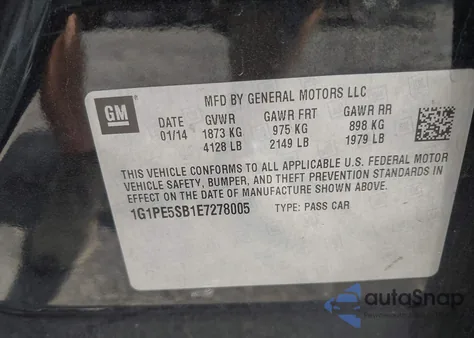 GM
MFD BY GENERAL MOTORS LLC
DATE GVWR GAWR FRT GAWR RR
01/14 1873 KG 975 KG 898 KG
4128 LB 2149 LB 1979 LB
THIS VEHICLE CONFORMS TO ALL APPLICABLE U.S. FEDERAL MOTOR
VEHICLE SAFETY, BUMPER, AND THEFT PREVENTION STANDARDS IN
EFFECT ON THE DATE OF MANUFACTURE SHOWN ABOVE.
1G1PE5SB1E7278005 TYPE: PASS CAR
autoSnap